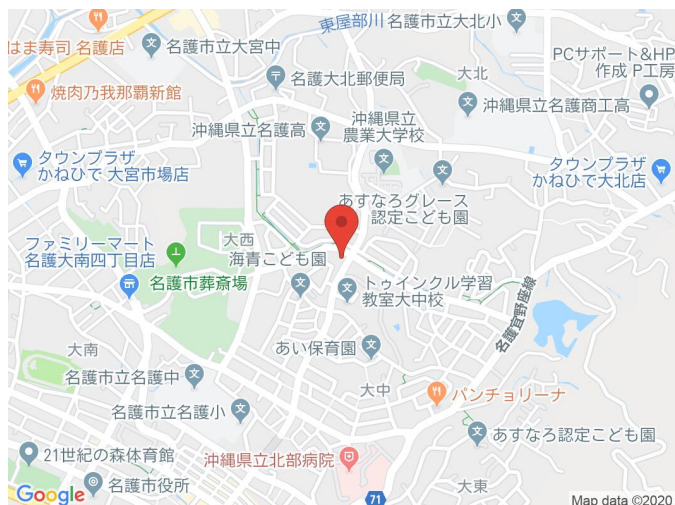 東屋部川
名護市立大北小
はま寿司 名護店
名護市立大宮中
PCサポート&HP
作成 P工房
大北
名護大北郵便局
焼肉乃我那覇新館
沖縄県立名護商工高
沖縄県立名護高
沖縄県立
農業大学校
タウンプラザ
かねひで 大宮市場店
タウンプラザ
かねひで大北店
あすなろグレース
認定こども園
大西
ファミリーマート
名護大南四丁目店
海青こども園
名護市葬斎場
トゥインクル学習
教室大中校
名護宜野座線
あい保育園
大南
名護市立名護中
大中
パンチョリーナ
名護市立名護小
あすなろ認定こども園
21世紀の森体育館
沖縄県立北部病院
名護市役所
大東
71
Google
Map data ©2020